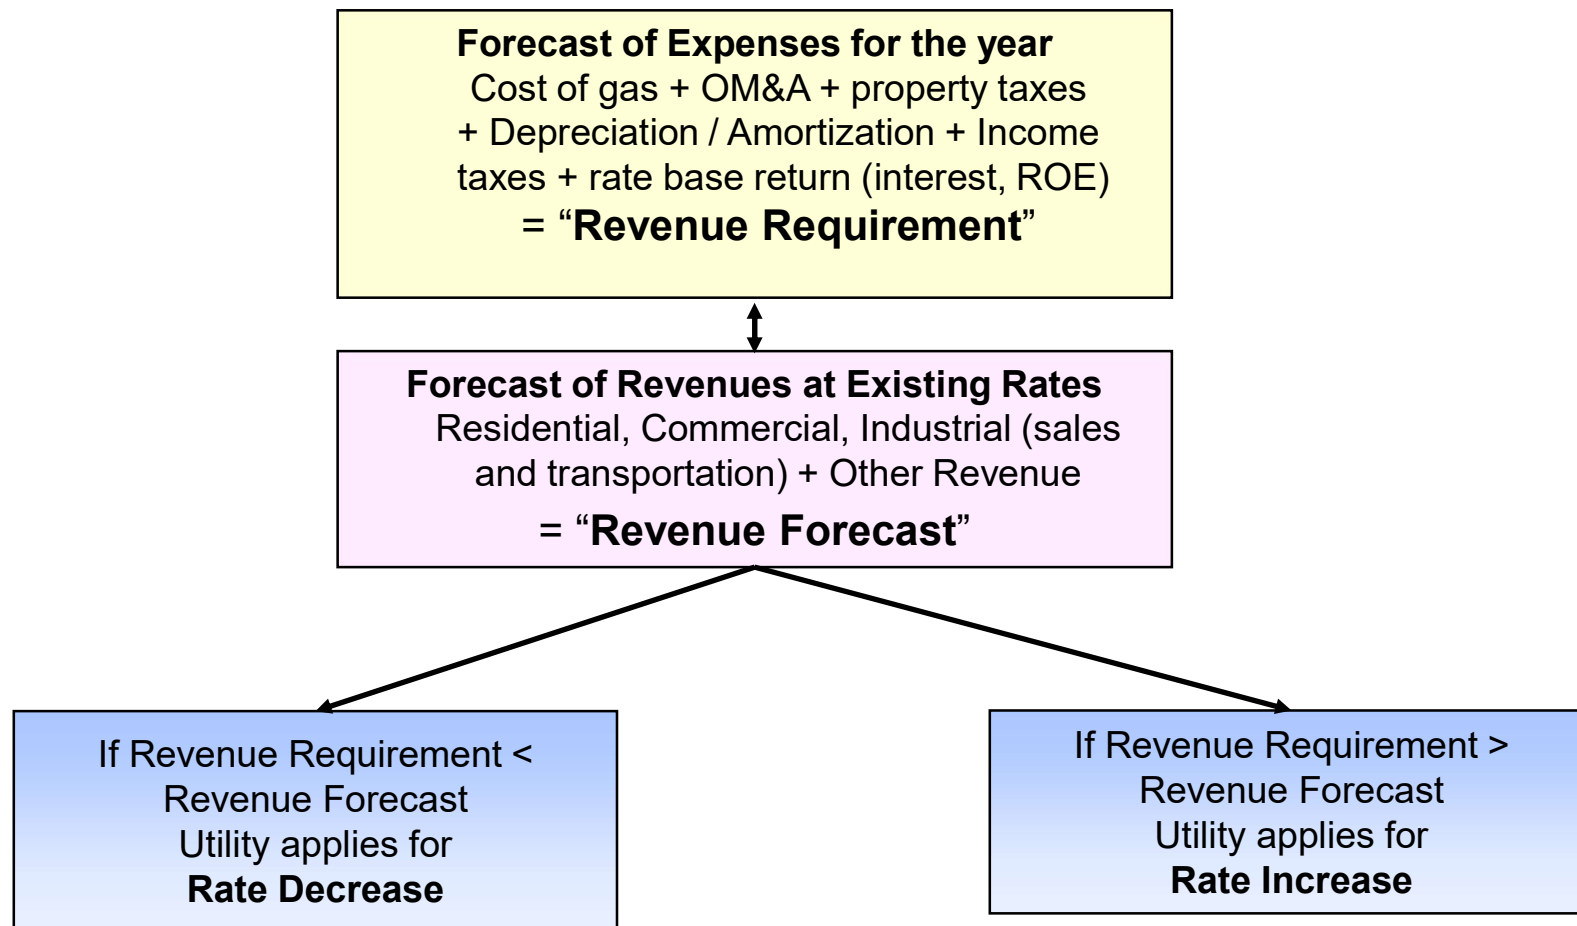 Forecast of Expenses for the year
Cost of gas + OM&A + property taxes
+ Depreciation / Amortization + Income
taxes + rate base return (interest, ROE)
= “Revenue Requirement”
Forecast of Revenues at Existing Rates
Residential, Commercial, Industrial (sales
and transportation) + Other Revenue
= “Revenue Forecast”
If Revenue Requirement <
Revenue Forecast
Utility applies for
Rate Decrease
If Revenue Requirement >
Revenue Forecast
Utility applies for
Rate Increase